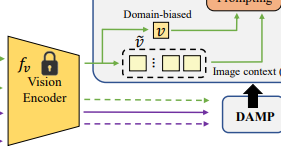 Prompting
Domain-biased
v
ṽ
f_v
Vision
Encoder
Image context (
DAMP